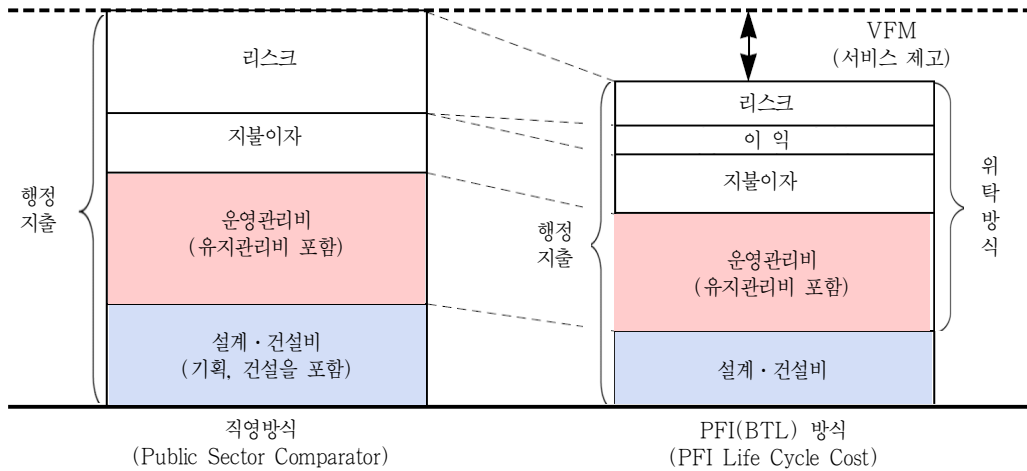 VFM
(서비스 제고)
행정
지출
리스크
지불이자
운영관리비
(유지관리비 포함)
설계·건설비
(기획, 건설을 포함)
행정
지출
리스크
이 익
지불이자
운영관리비
(유지관리비 포함)
설계·건설비
위
탁
방
식
직영방식
(Public Sector Comparator)
PFI(BTL) 방식
(PFI Life Cycle Cost)